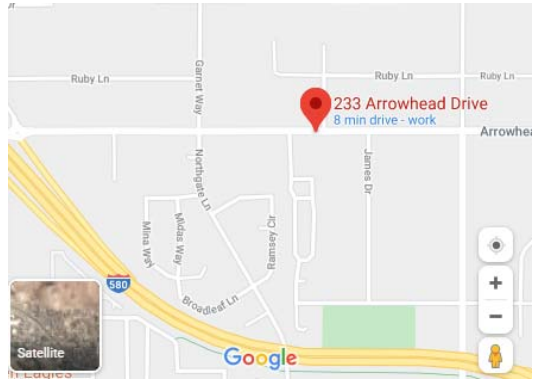 Ruby Ln
Garnet Way
Ruby Ln
Ruby Ln
233 Arrowhead Drive
8 min drive - work
Arrowhea
Northgate Ln
James Dr
Mina Way
Midas Way
Ramsey Cir
Broadleaf Ln
580
Satellite
Google
Eagles